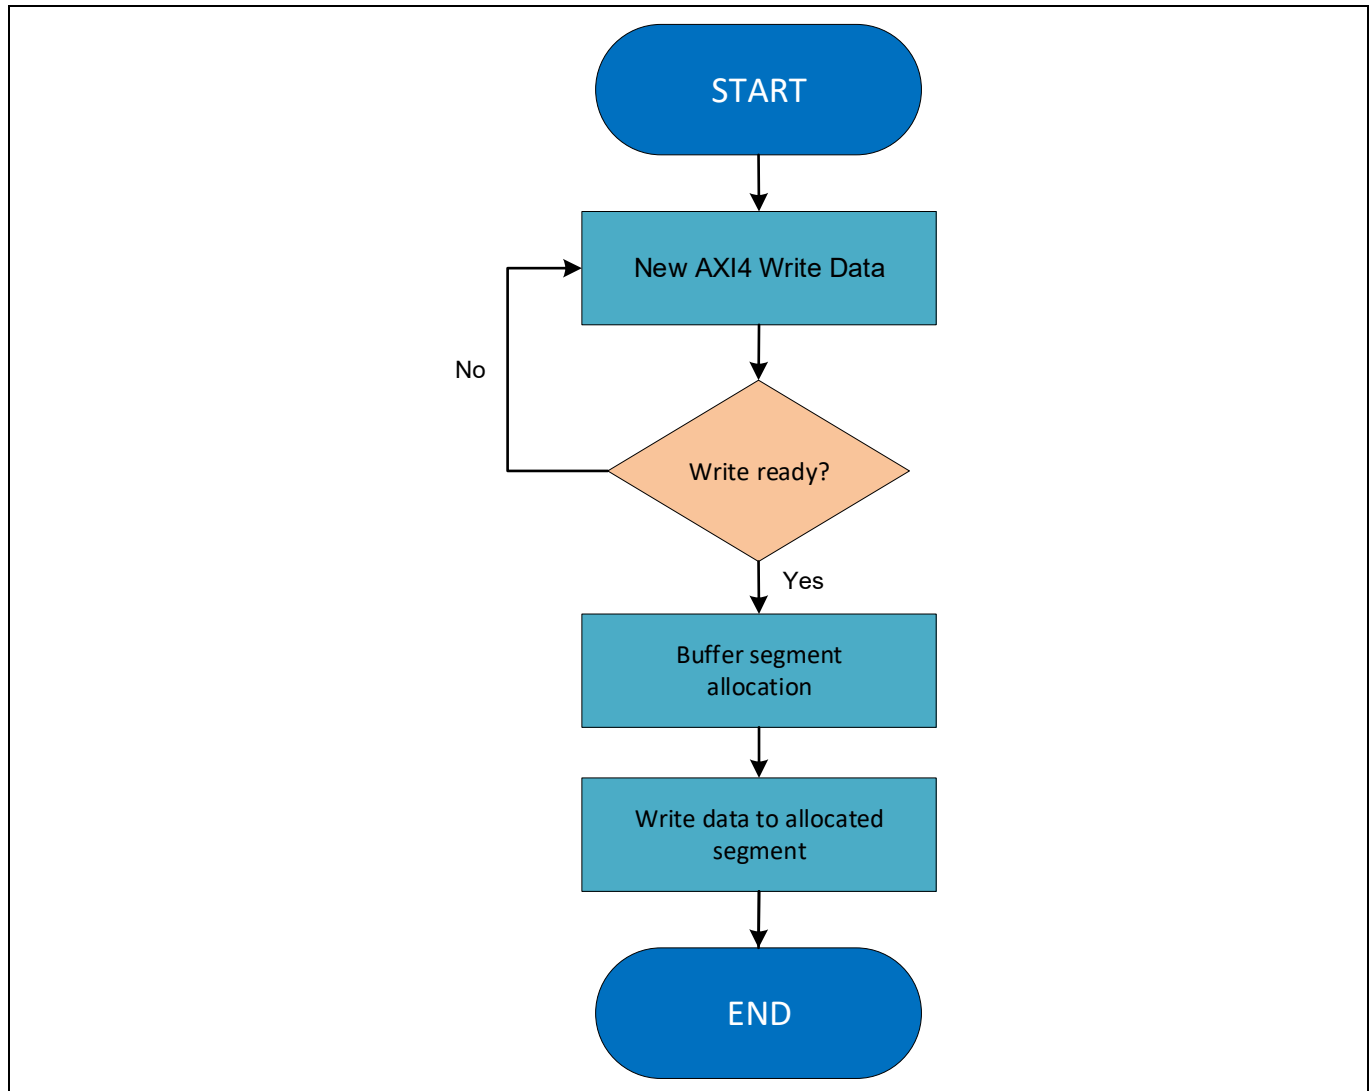 START
New AXI4 Write Data
No
Write ready?
Yes
Buffer segment
allocation
Write data to allocated
segment
END